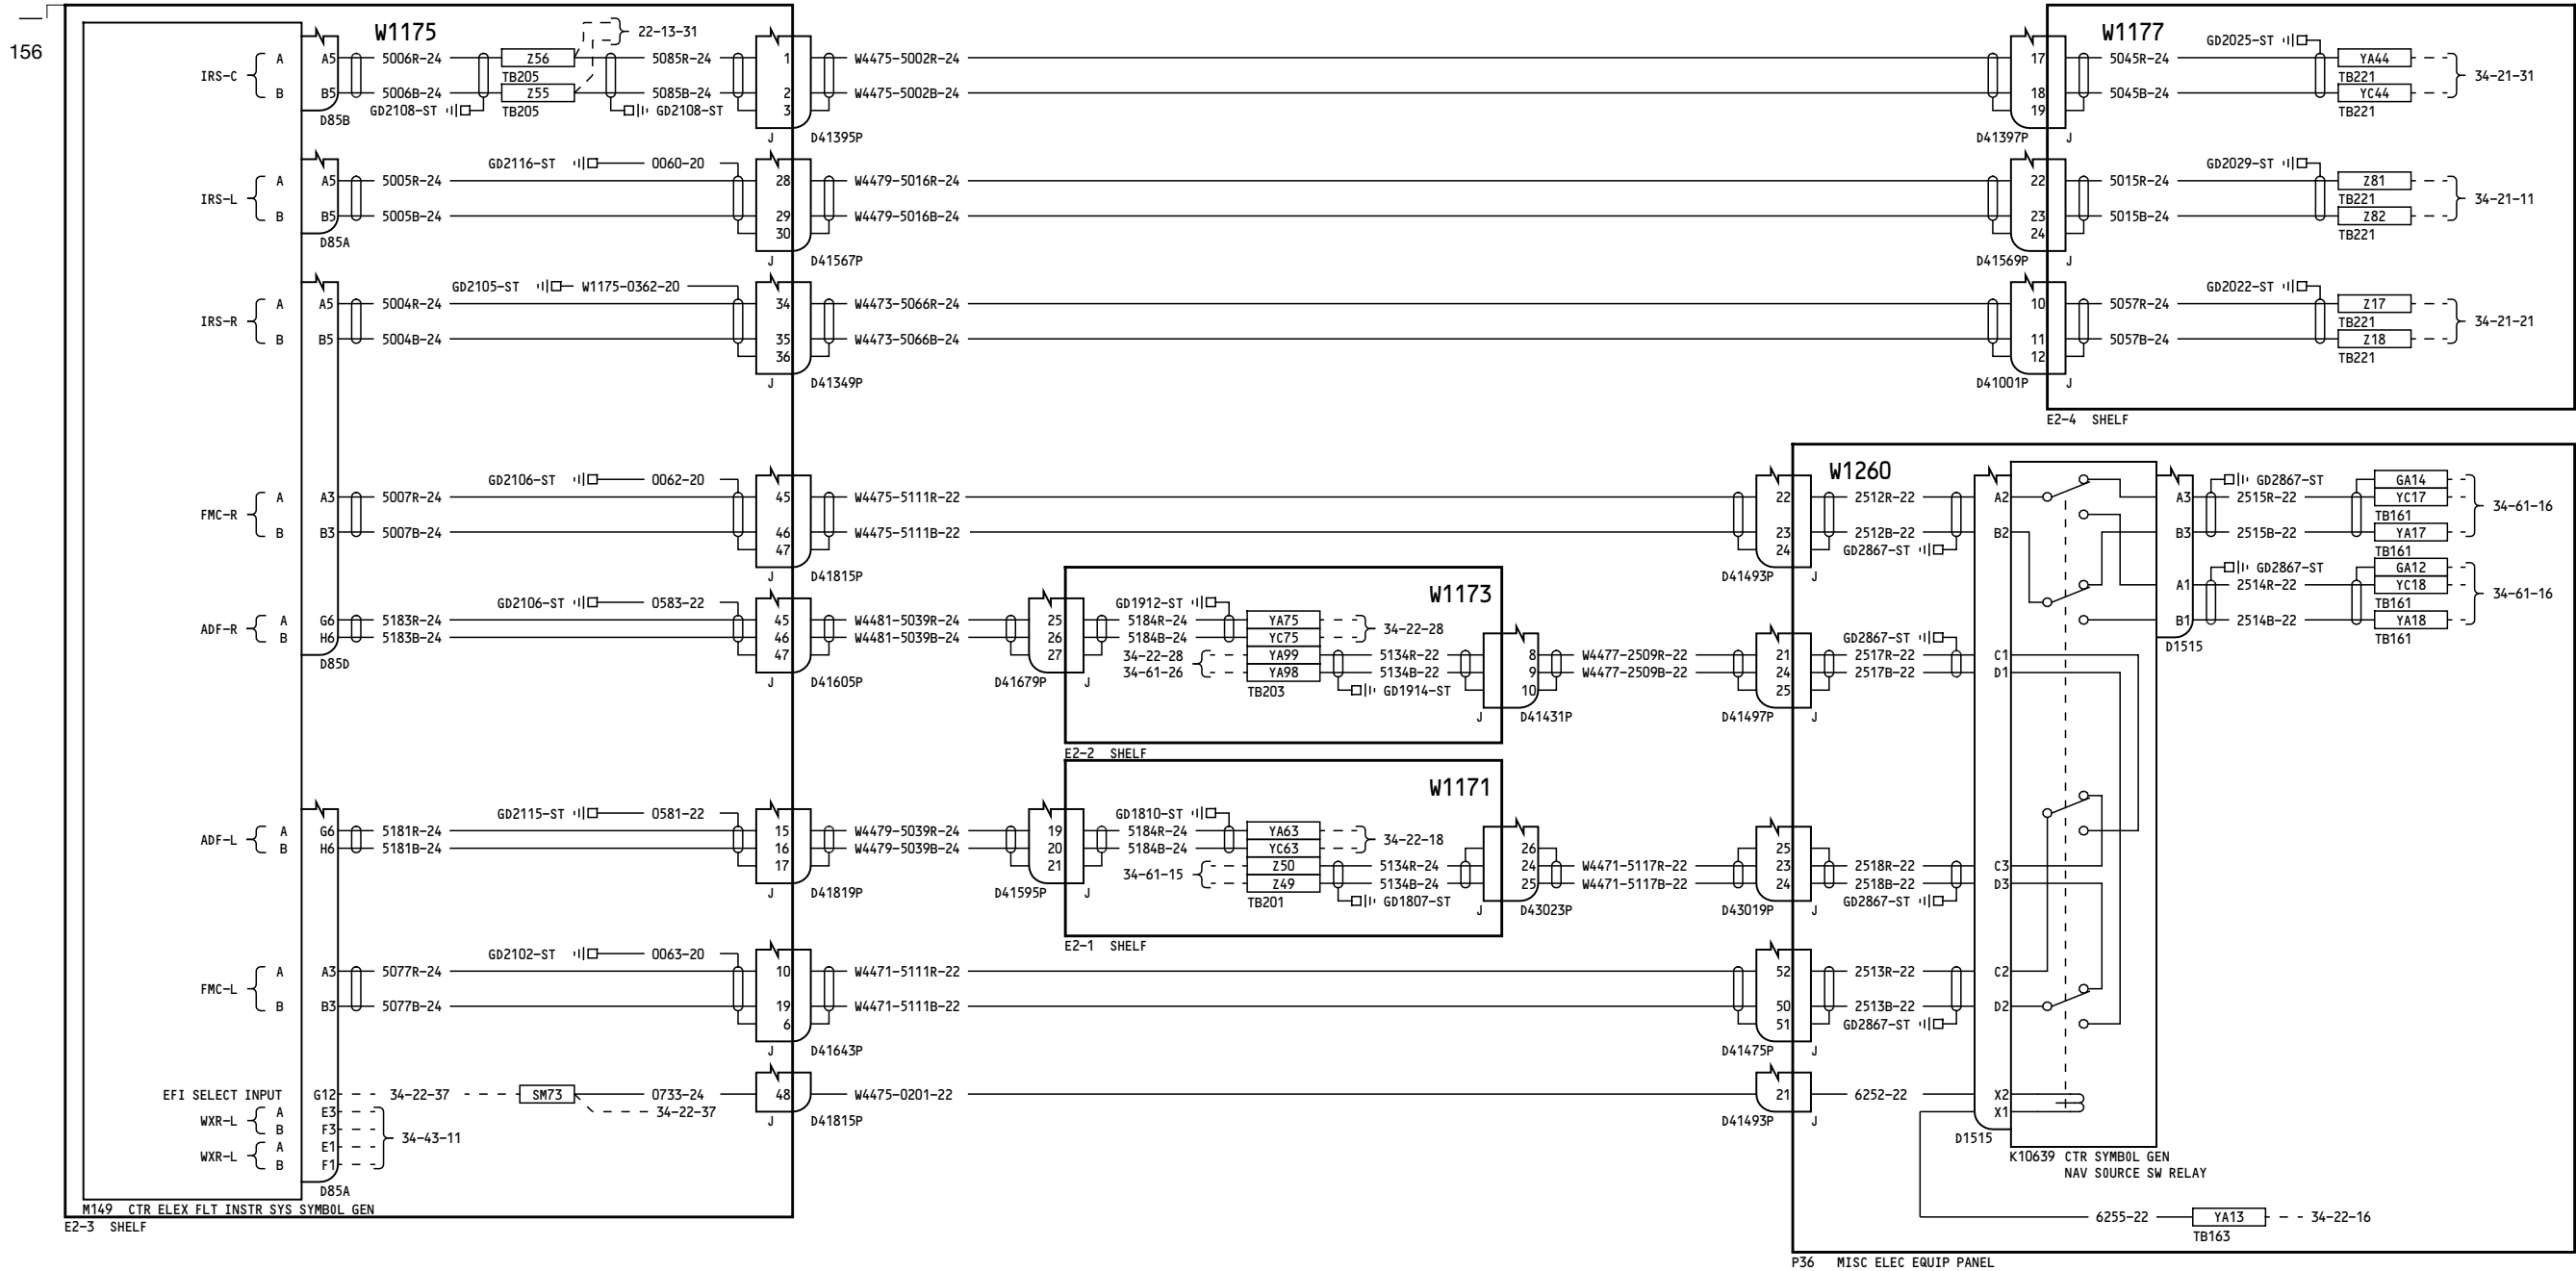 156
W1175
W1177
IRS-C A A5 5006R-24 Z56 5085R-24 1 W4475-5002R-24 17 5045R-24 YA44
22-13-31
GD2025-ST
TB205
TB221
34-21-31
B B5 5006B-24 Z55 5085B-24 2 W4475-5002B-24 18 5045B-24 YC44
GD2108-ST TB205 GD2108-ST 3 19 TB221
D85B
J D41395P D41397P J
GD2116-ST 0060-20 GD2029-ST
IRS-L A A5 5005R-24 28 W4479-5016R-24 22 5015R-24 Z81
TB221
34-21-11
B B5 5005B-24 29 W4479-5016B-24 23 5015B-24 Z82
30 24 TB221
D85A
J D41567P D41569P J
GD2105-ST W1175-0362-20 GD2022-ST
IRS-R A A5 5004R-24 34 W4473-5066R-24 10 5057R-24 Z17
TB221
34-21-21
B B5 5004B-24 35 W4473-5066B-24 11 5057B-24 Z18
36 12 TB221
J D41349P D41001P J
E2-4 SHELF
W1260
GD2106-ST 0062-20 GD2867-ST GA14
FMC-R A A3 5007R-24 45 W4475-5111R-22 22 2512R-22 A2 A3 2515R-22 YC17
TB161
34-61-16
B B3 5007B-24 46 W4475-5111B-22 23 2512B-22 B2 B3 2515B-22 YA17
47 24 GD2867-ST TB161
J D41815P D41493P J
GD2867-ST GA12
A1 2514R-22 YC18
34-61-16
W1173
GD2106-ST 0583-22 GD1912-ST TB161
ADF-R A G6 5183R-24 45 W4481-5039R-24 25 5184R-24 YA75 B1 2514B-22 YA18
34-22-28
B H6 5183B-24 46 W4481-5039B-24 26 5184B-24 YC75 GD2867-ST TB161
D1515
47 27 34-22-28 YA99 5134R-22 8 W4477-2509R-22 21 2517R-22 C1
D85D
34-61-26 YA98 5134B-22 9 W4477-2509B-22 24 2517B-22 D1
J D41605P D41679P J TB203 GD1914-ST 10 25
J D41431P D41497P J
E2-2 SHELF
W1171
GD2115-ST 0581-22 GD1810-ST
ADF-L A G6 5181R-24 15 W4479-5039R-24 19 5184R-24 YA63
34-22-18
B H6 5181B-24 16 W4479-5039B-24 20 5184B-24 YC63 26 25
17 21 34-61-15 Z50 5134R-24 24 W4471-5117R-22 23 2518R-22 C3
Z49 5134B-24 25 W4471-5117B-22 24 2518B-22 D3
J D41819P D41595P J TB201 GD1807-ST GD2867-ST
J D43023P D43019P J
E2-1 SHELF
GD2102-ST 0063-20
FMC-L A A3 5077R-24 10 W4471-5111R-22 52 2513R-22 C2
B B3 5077B-24 19 W4471-5111B-22 50 2513B-22 D2
6 51 GD2867-ST
J D41643P D41475P J
EFI SELECT INPUT G12 34-22-37 SM73 0733-24 48 W4475-0201-22 21 6252-22 X2
34-22-37
WXR-L A E3 X1
J D41815P D41493P J
B F3
34-43-11
D1515
WXR-L A E1
B F1
K10639 CTR SYMBOL GEN
NAV SOURCE SW RELAY
D85A
M149 CTR ELEX FLT INSTR SYS SYMBOL GEN
E2-3 SHELF
6255-22 YA13 34-22-16
TB163
P36 MISC ELEC EQUIP PANEL